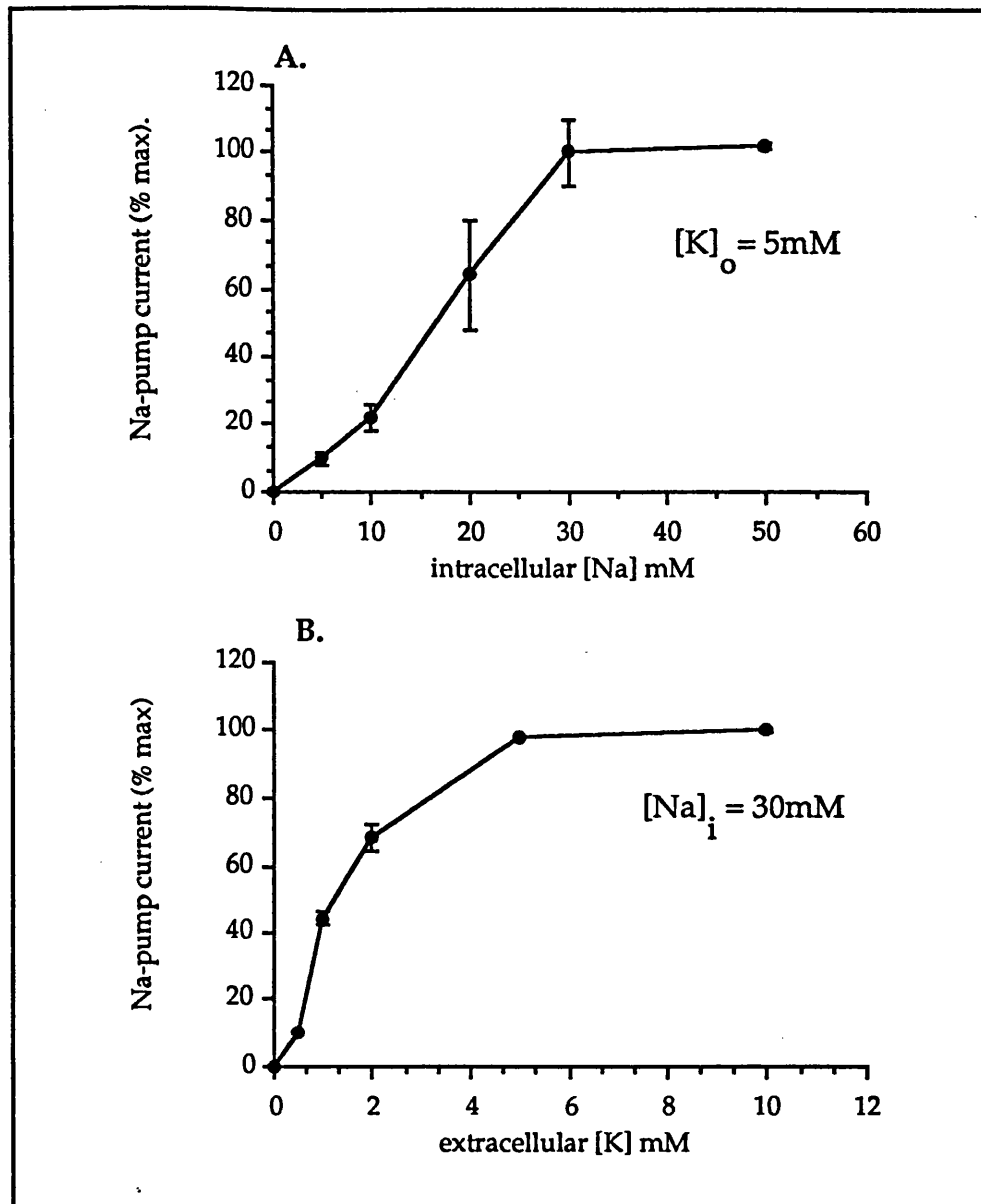 A.
Na-pump current (% max).
120
100
80
60
40
20
0
[K]o = 5mM
0 10 20 30 40 50 60
intracellular [Na] mM
B.
Na-pump current (% max)
120
100
80
60
40
20
0
[Na]i = 30mM
0 2 4 6 8 10 12
extracellular [K] mM